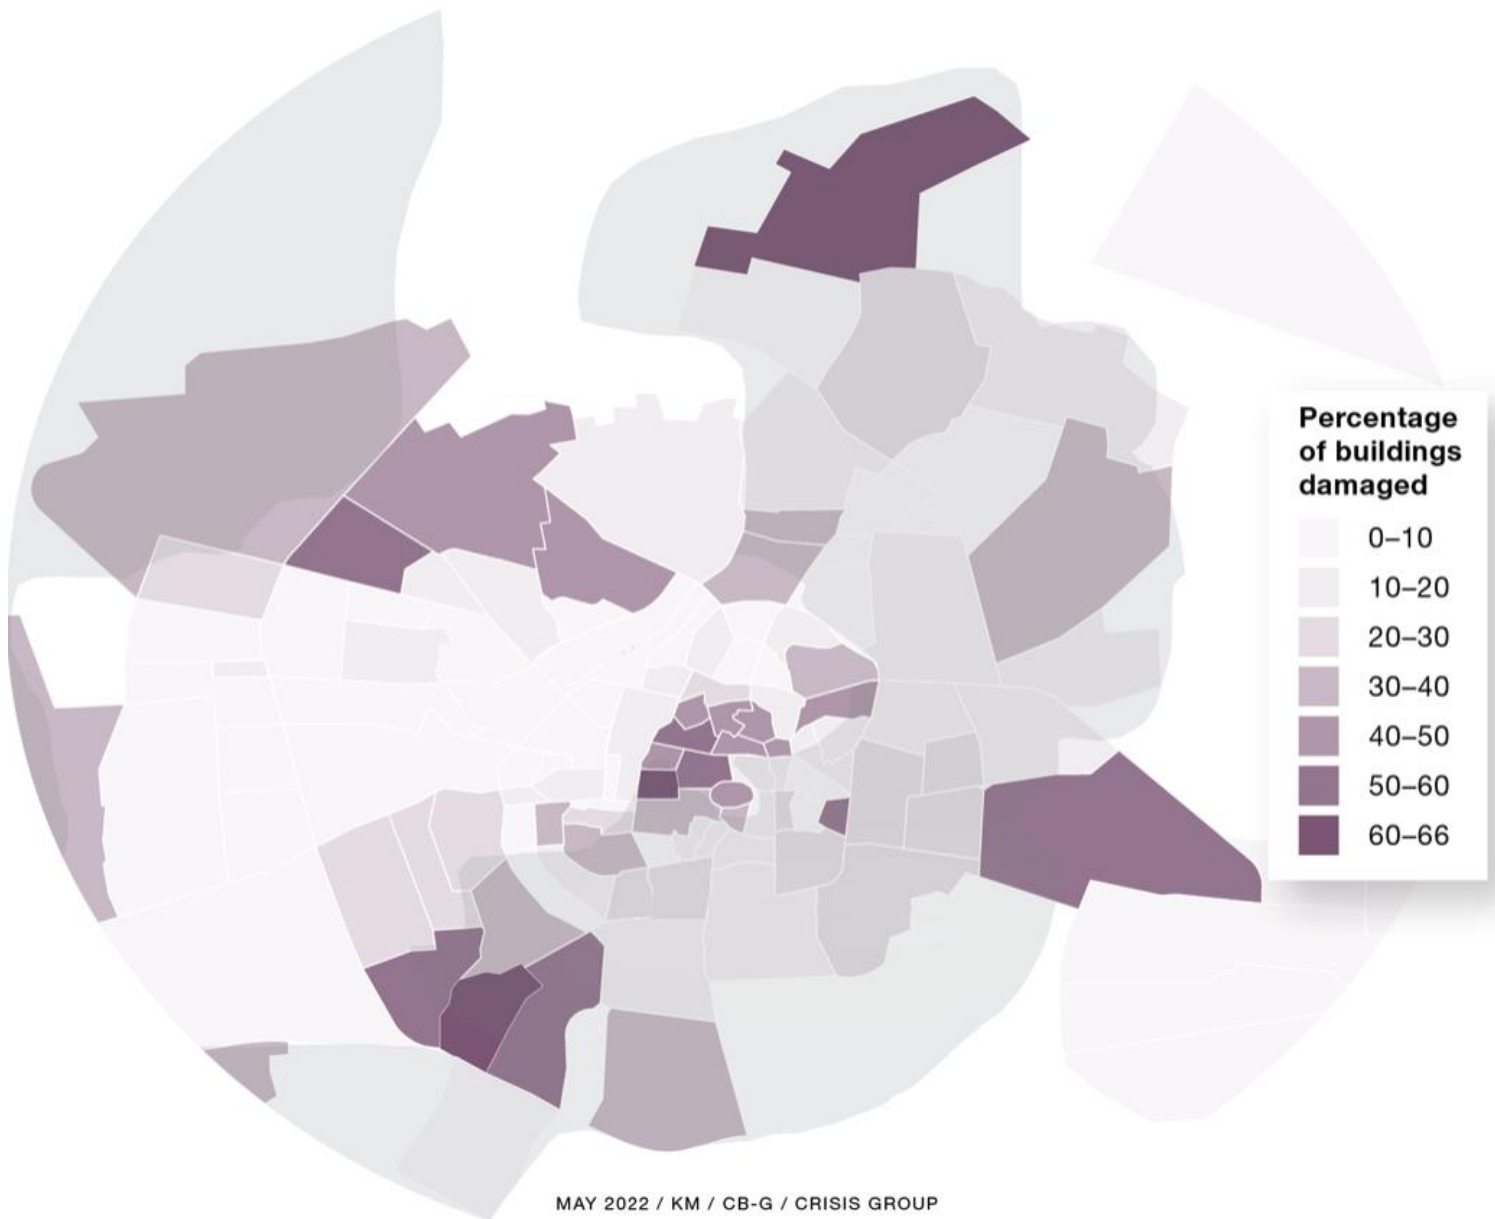 Percentage
of buildings
damaged
0–10
10–20
20–30
30–40
40–50
50–60
60–66
MAY 2022 / KM / CB-G / CRISIS GROUP